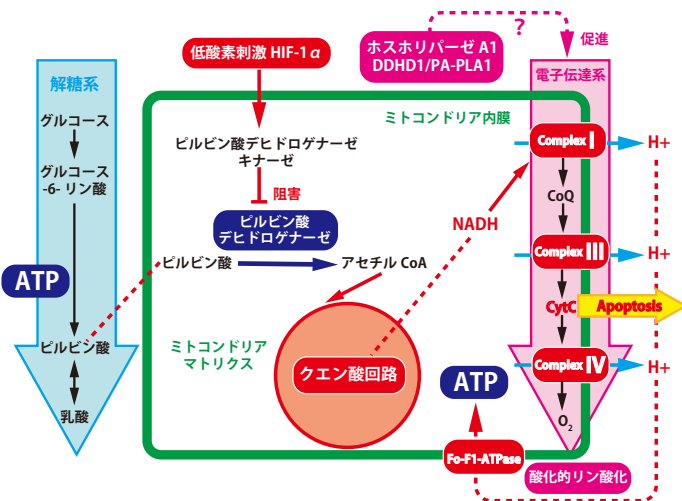 低酸素刺激 HIF-1α
ホスホリパーゼ A1
DDHD1/PA-PLA1
?
促進
解糖系
電子伝達系
ミトコンドリア内膜
グルコース
グルコース
-6- リン酸
ATP
ピルビン酸
乳酸
ピルビン酸デヒドロゲナーゼ
キナーゼ
阻害
ピルビン酸
デヒドロゲナーゼ
ピルビン酸
アセチル CoA
NADH
ミトコンドリア
マトリクス
クエン酸回路
Complex I
H+
CoQ
Complex III
H+
CytC
Apoptosis
Complex IV
H+
O2
ATP
Fo-F1-ATPase
酸化的リン酸化